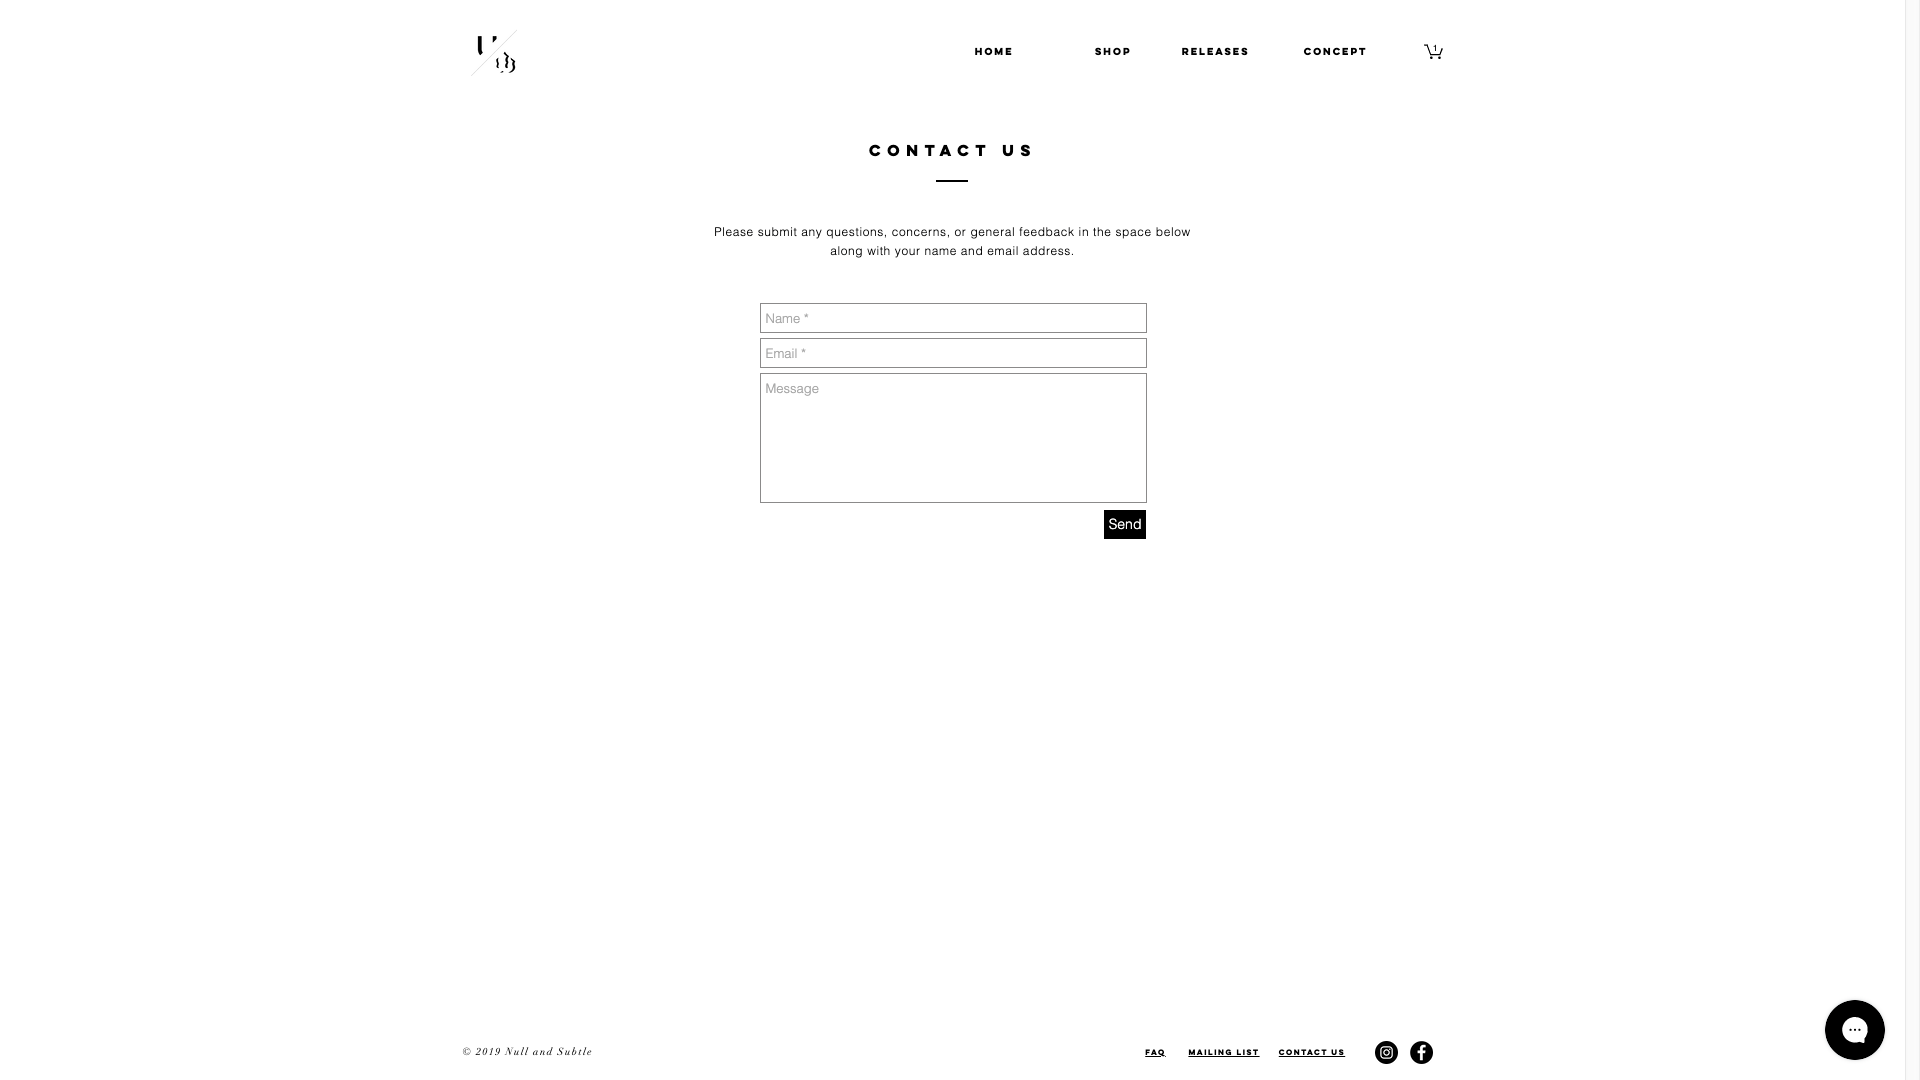 HOME SHOP RELEASES CONCEPT 1
CONTACT US
Please submit any questions, concerns, or general feedback in the space below
along with your name and email address.
Name *
Email *
Message
Send
© 2019 Null and Subtle
FAQ MAILING LIST CONTACT US